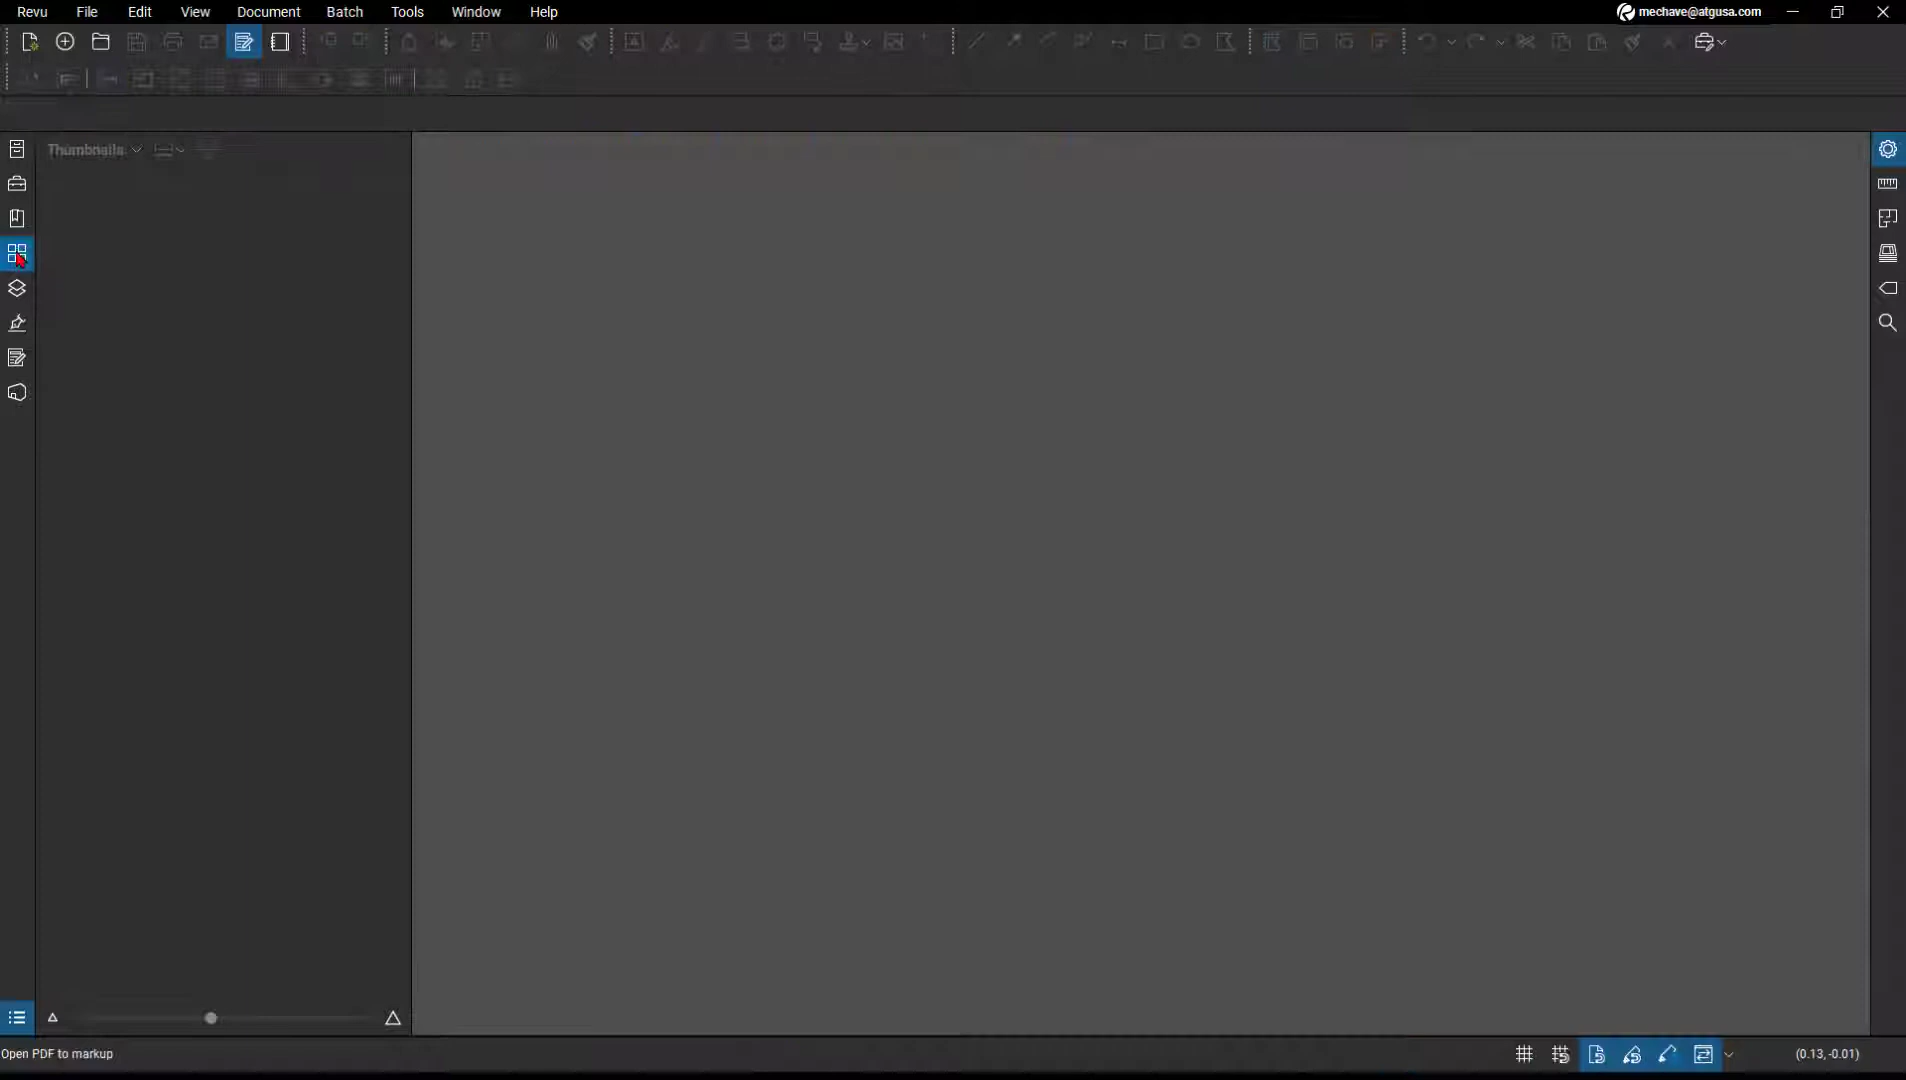 Revu File Edit View Document Batch Tools Window Help mechave@atgusa.com
Thumbnails
Open PDF to markup (0.13,-0.01)